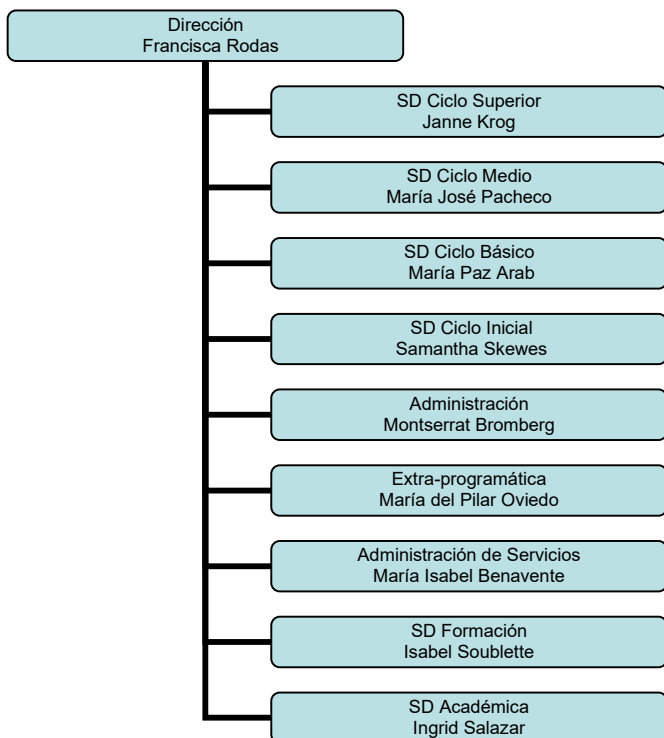 Dirección
Francisca Rodas
SD Ciclo Superior
Janne Krog
SD Ciclo Medio
María José Pacheco
SD Ciclo Básico
María Paz Arab
SD Ciclo Inicial
Samantha Skewes
Administración
Montserrat Bromberg
Extra-programática
María del Pilar Oviedo
Administración de Servicios
María Isabel Benavente
SD Formación
Isabel Soublette
SD Académica
Ingrid Salazar